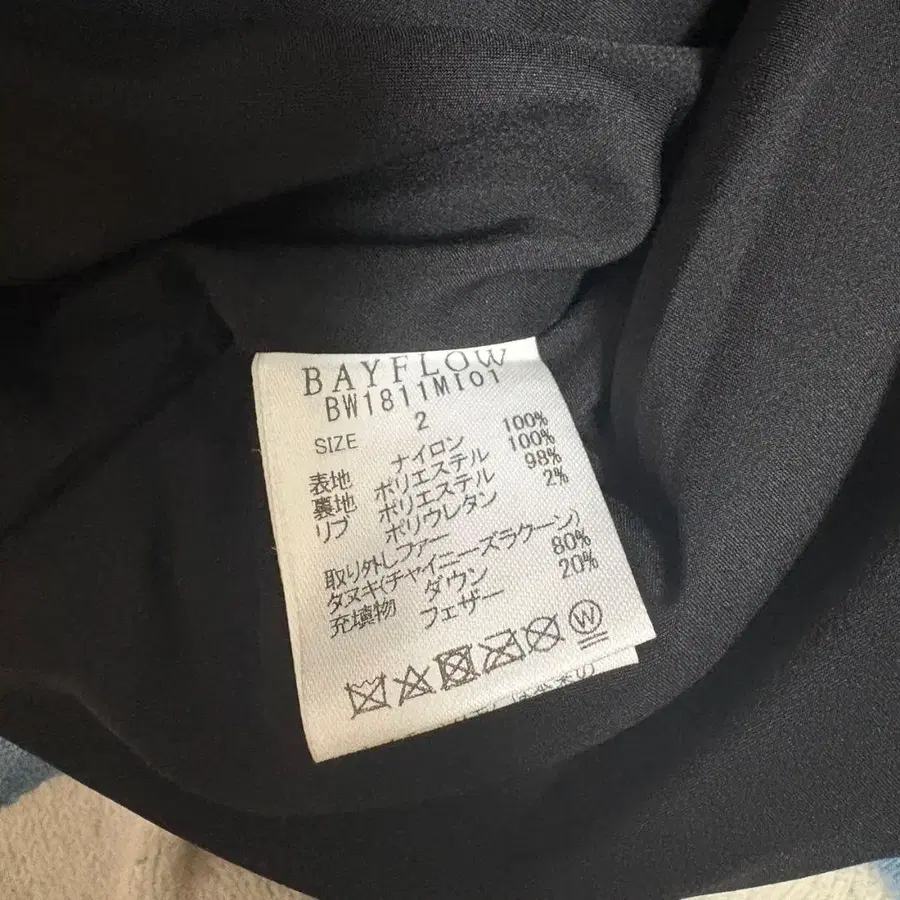 BAYFLOW
BW1811MI01
SIZE 2
表地 ナイロン 100%
裏地 ポリエステル 100%
リブ ポリエステル 98%
ポリウレタン 2%
取り外しファー
タヌキ(チャイニーズラクーン)
充填物 ダウン 80%
フェザー 20%
W